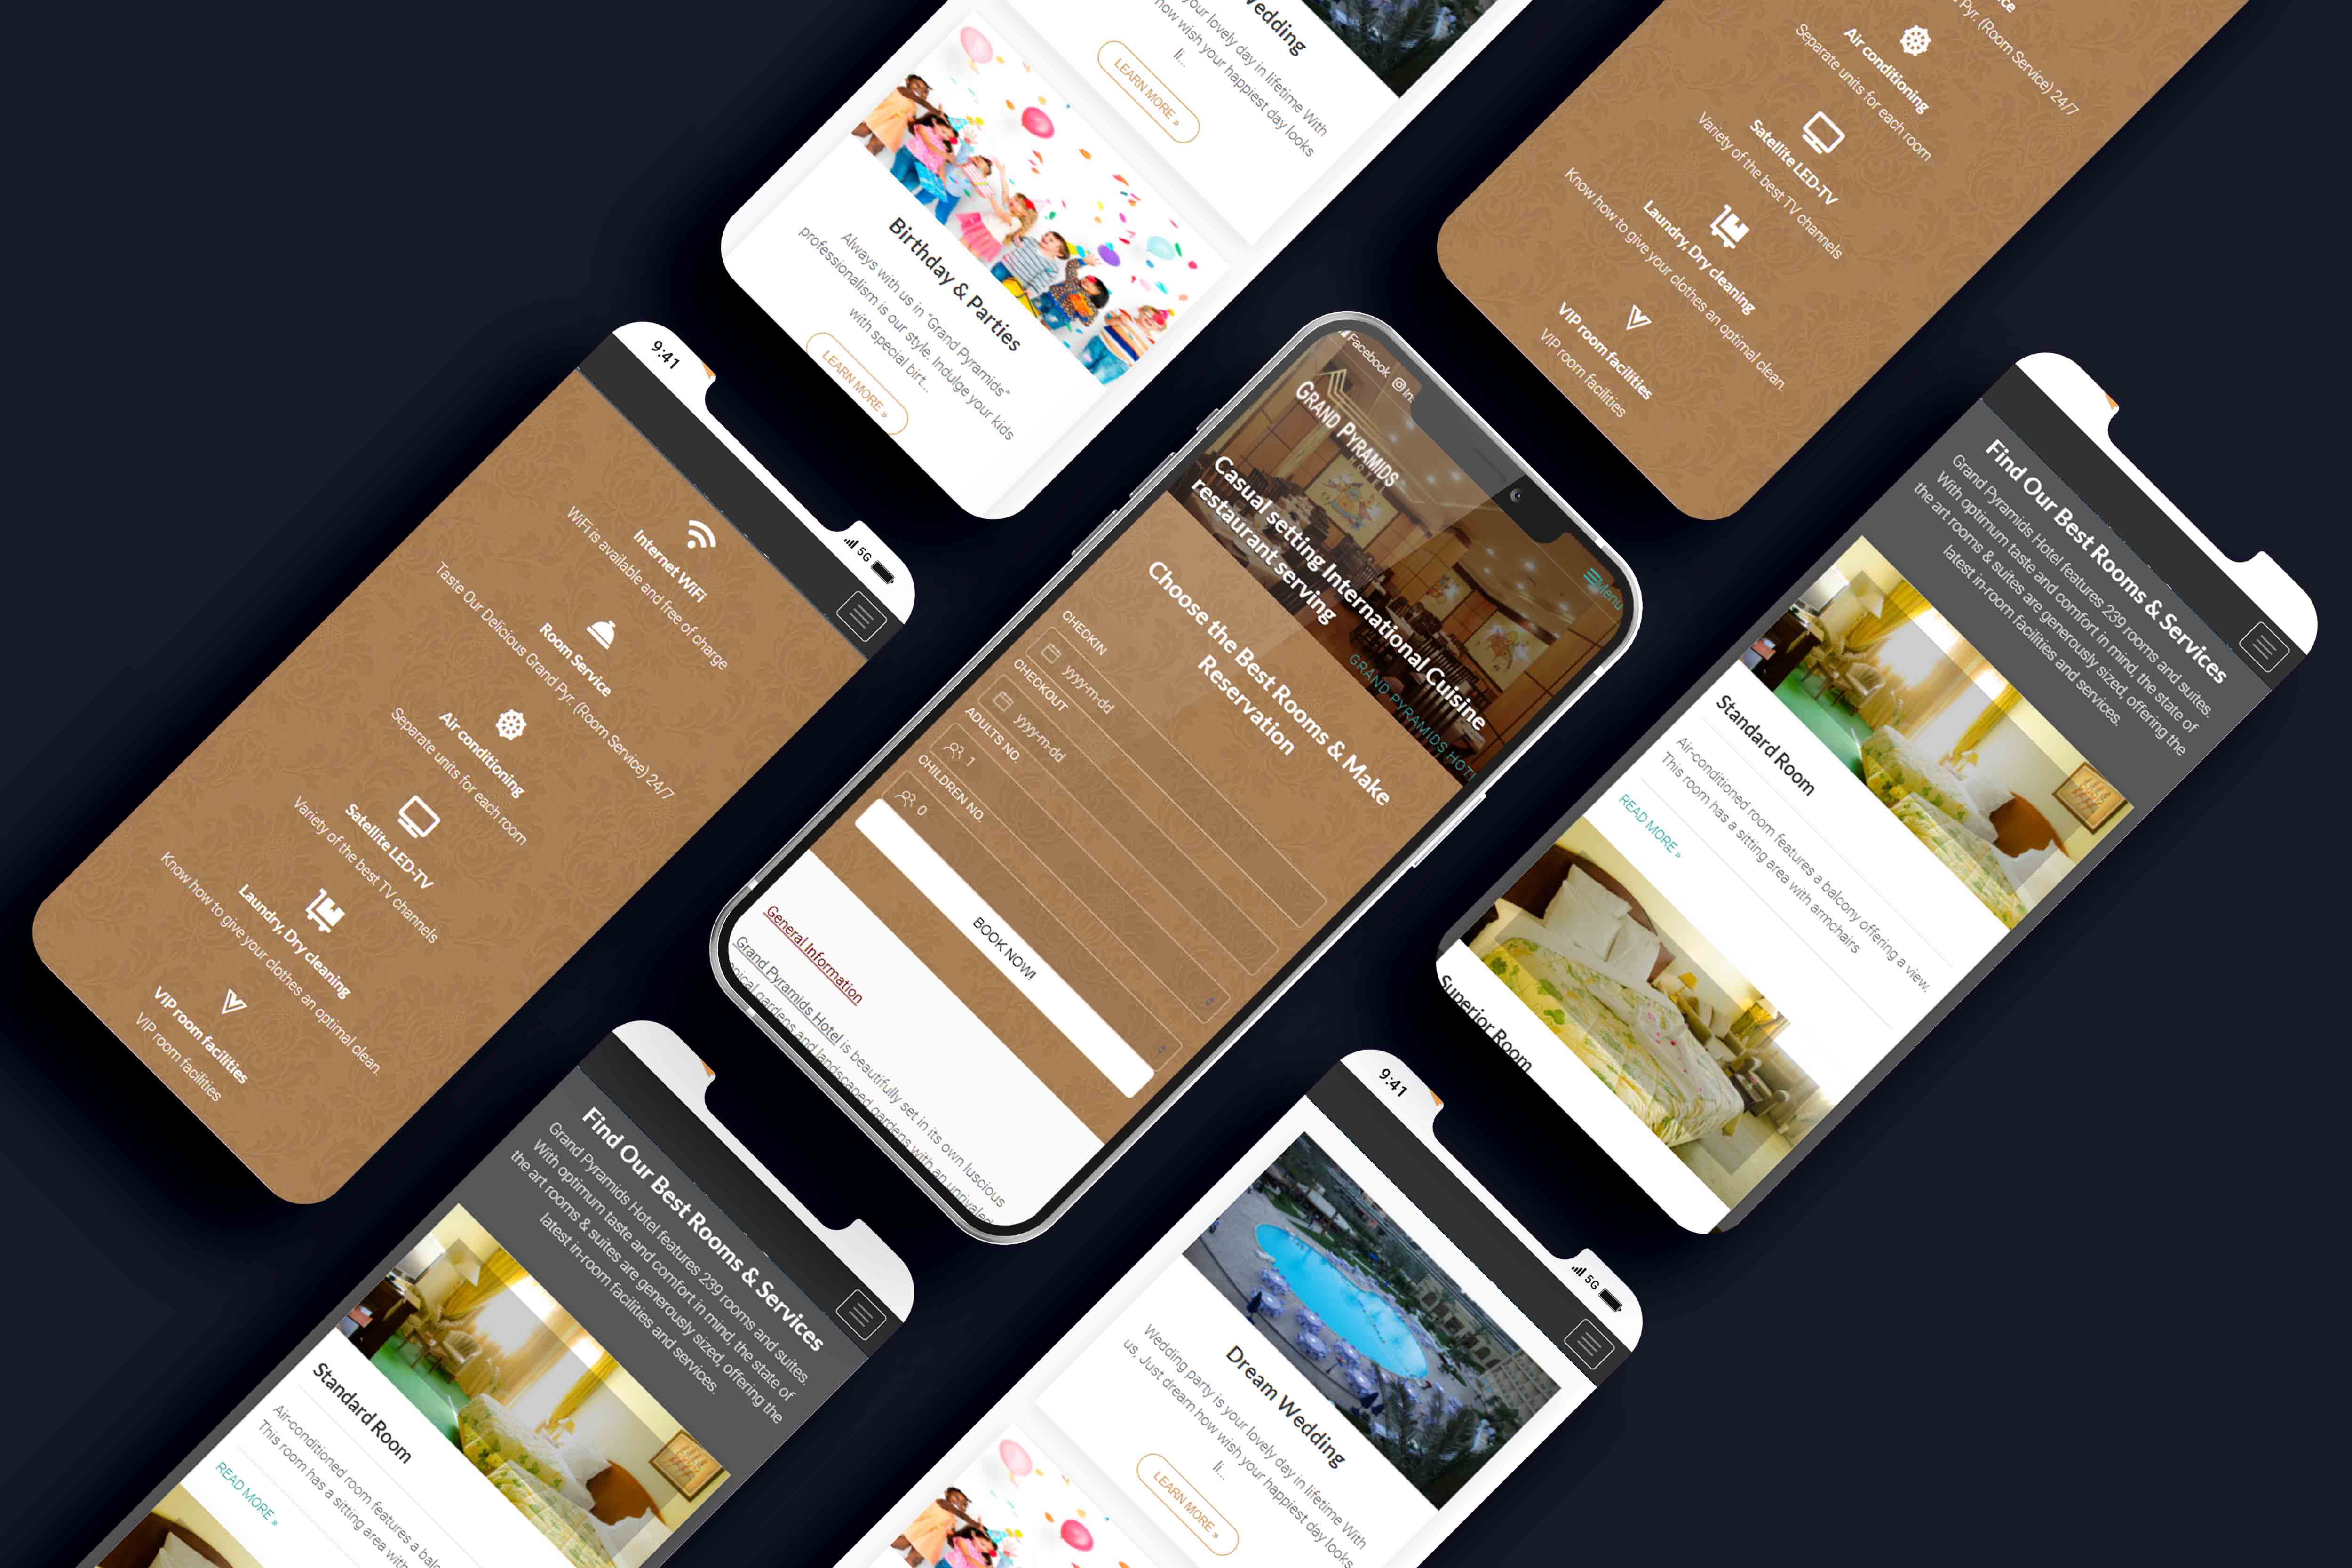 Wedding
your lovely day in lifetime With
how wish your happiest day looks
li...
LEARN MORE »
Birthday & Parties
Always with us in "Grand Pyramids"
professionalism is our style. Indulge your kids
with special birt...
LEARN MORE »
Pyr. (Room Service) 24/7
Air conditioning
Separate units for each room
Satellite LED-TV
Variety of the best TV channels
Laundry, Dry cleaning
Know how to give your clothes an optimal clean.
VIP room facilities
VIP room facilities
9:41
5G
Internet WiFi
WiFi is available and free of charge
Room Service
Taste Our Delicious Grand Pyr. (Room Service) 24/7
Air conditioning
Separate units for each room
Satellite LED-TV
Variety of the best TV channels
Laundry, Dry cleaning
Know how to give your clothes an optimal clean.
VIP room facilities
VIP room facilities
Facebook
Menu
GRAND PYRAMIDS
Casual setting International Cuisine
restaurant serving
GRAND PYRAMIDS HOT
Choose the Best Rooms & Make
Reservation
CHECKIN
yyyy-m-dd
CHECKOUT
yyyy-m-dd
ADULTS NO.
1
CHILDREN NO.
0
BOOK NOW!
General Information
Grand Pyramids Hotel is beautifully set in its own luscious
gardens and landscaped gardens with an
Find Our Best Rooms & Services
Grand Pyramids Hotel features 239 rooms and suites.
With optimum taste and comfort in mind, the state of
the art rooms & suites are generously sized, offering the
latest in-room facilities and services.
Standard Room
Air-conditioned room features a balcony offering a view.
This room has a sitting area with armchairs
READ MORE »
Superior Room
Find Our Best Rooms & Services
Grand Pyramids Hotel features 239 rooms and suites.
With optimum taste and comfort in mind, the state of
the art rooms & suites are generously sized, offering the
latest in-room facilities and services.
Standard Room
Air-conditioned room features a
This room has a sitting area with
READ MORE »
9:41
5G
Dream Wedding
Wedding party is your lovely day in lifetime With
us, Just dream how wish your happiest day looks
li...
LEARN MORE »